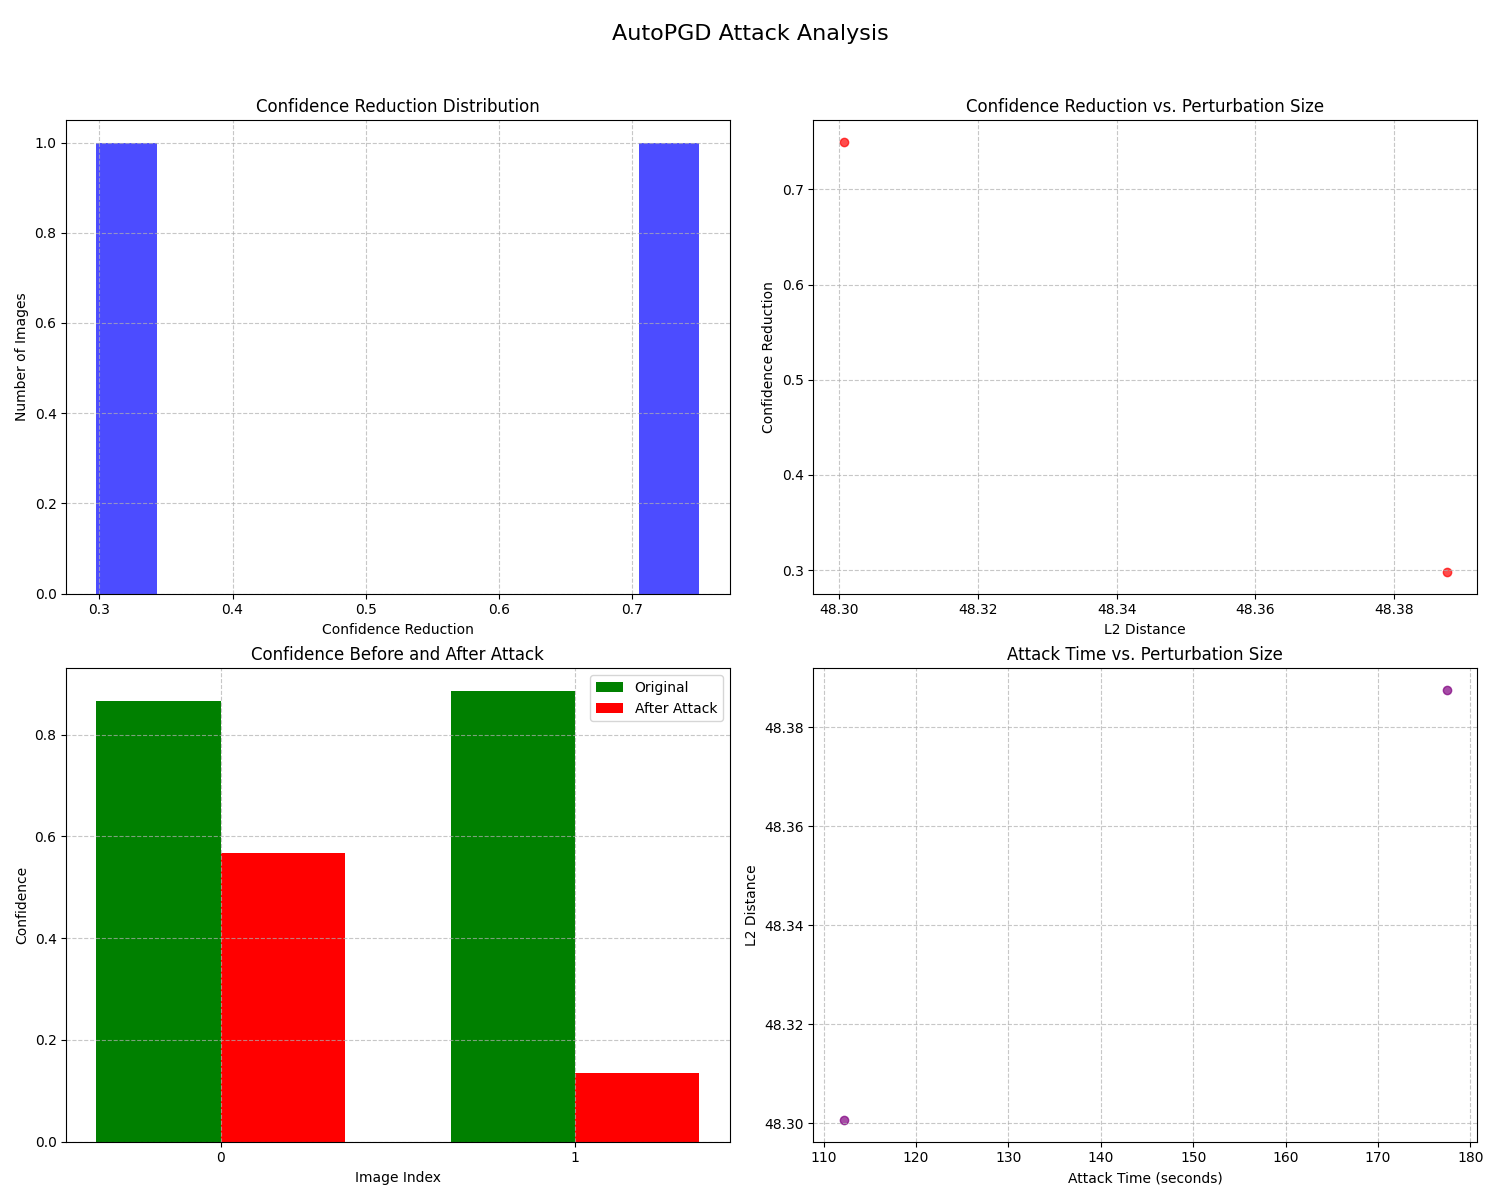 AutoPGD Attack Analysis
Confidence Reduction Distribution
1.0
0.8
0.6
0.4
0.2
0.0
Number of Images
0.3 0.4 0.5 0.6 0.7
Confidence Reduction
Confidence Reduction vs. Perturbation Size
0.7
0.6
0.5
0.4
0.3
Confidence Reduction
48.30 48.32 48.34 48.36 48.38
L2 Distance
Confidence Before and After Attack
Original
After Attack
0.8
0.6
0.4
0.2
0.0
Confidence
0 1
Image Index
Attack Time vs. Perturbation Size
48.38
48.36
48.34
48.32
48.30
L2 Distance
110 120 130 140 150 160 170 180
Attack Time (seconds)